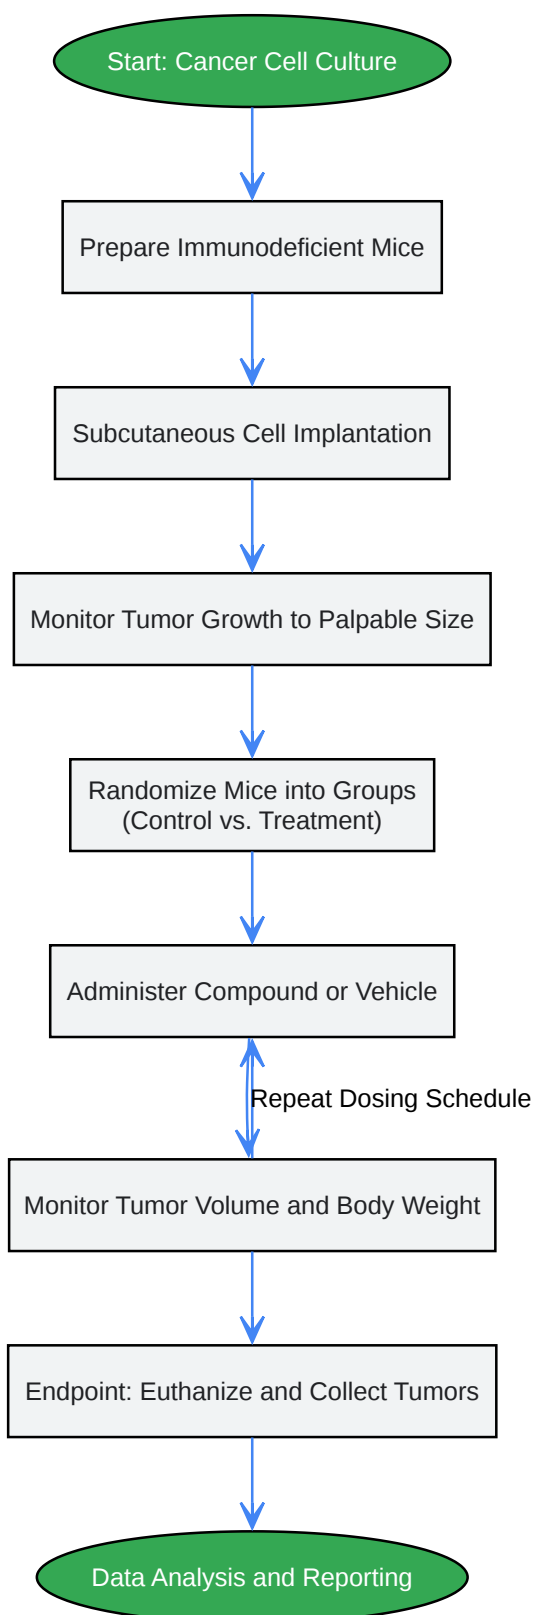 Start: Cancer Cell Culture
Prepare Immunodeficient Mice
Subcutaneous Cell Implantation
Monitor Tumor Growth to Palpable Size
Randomize Mice into Groups
(Control vs. Treatment)
Administer Compound or Vehicle
Repeat Dosing Schedule
Monitor Tumor Volume and Body Weight
Endpoint: Euthanize and Collect Tumors
Data Analysis and Reporting